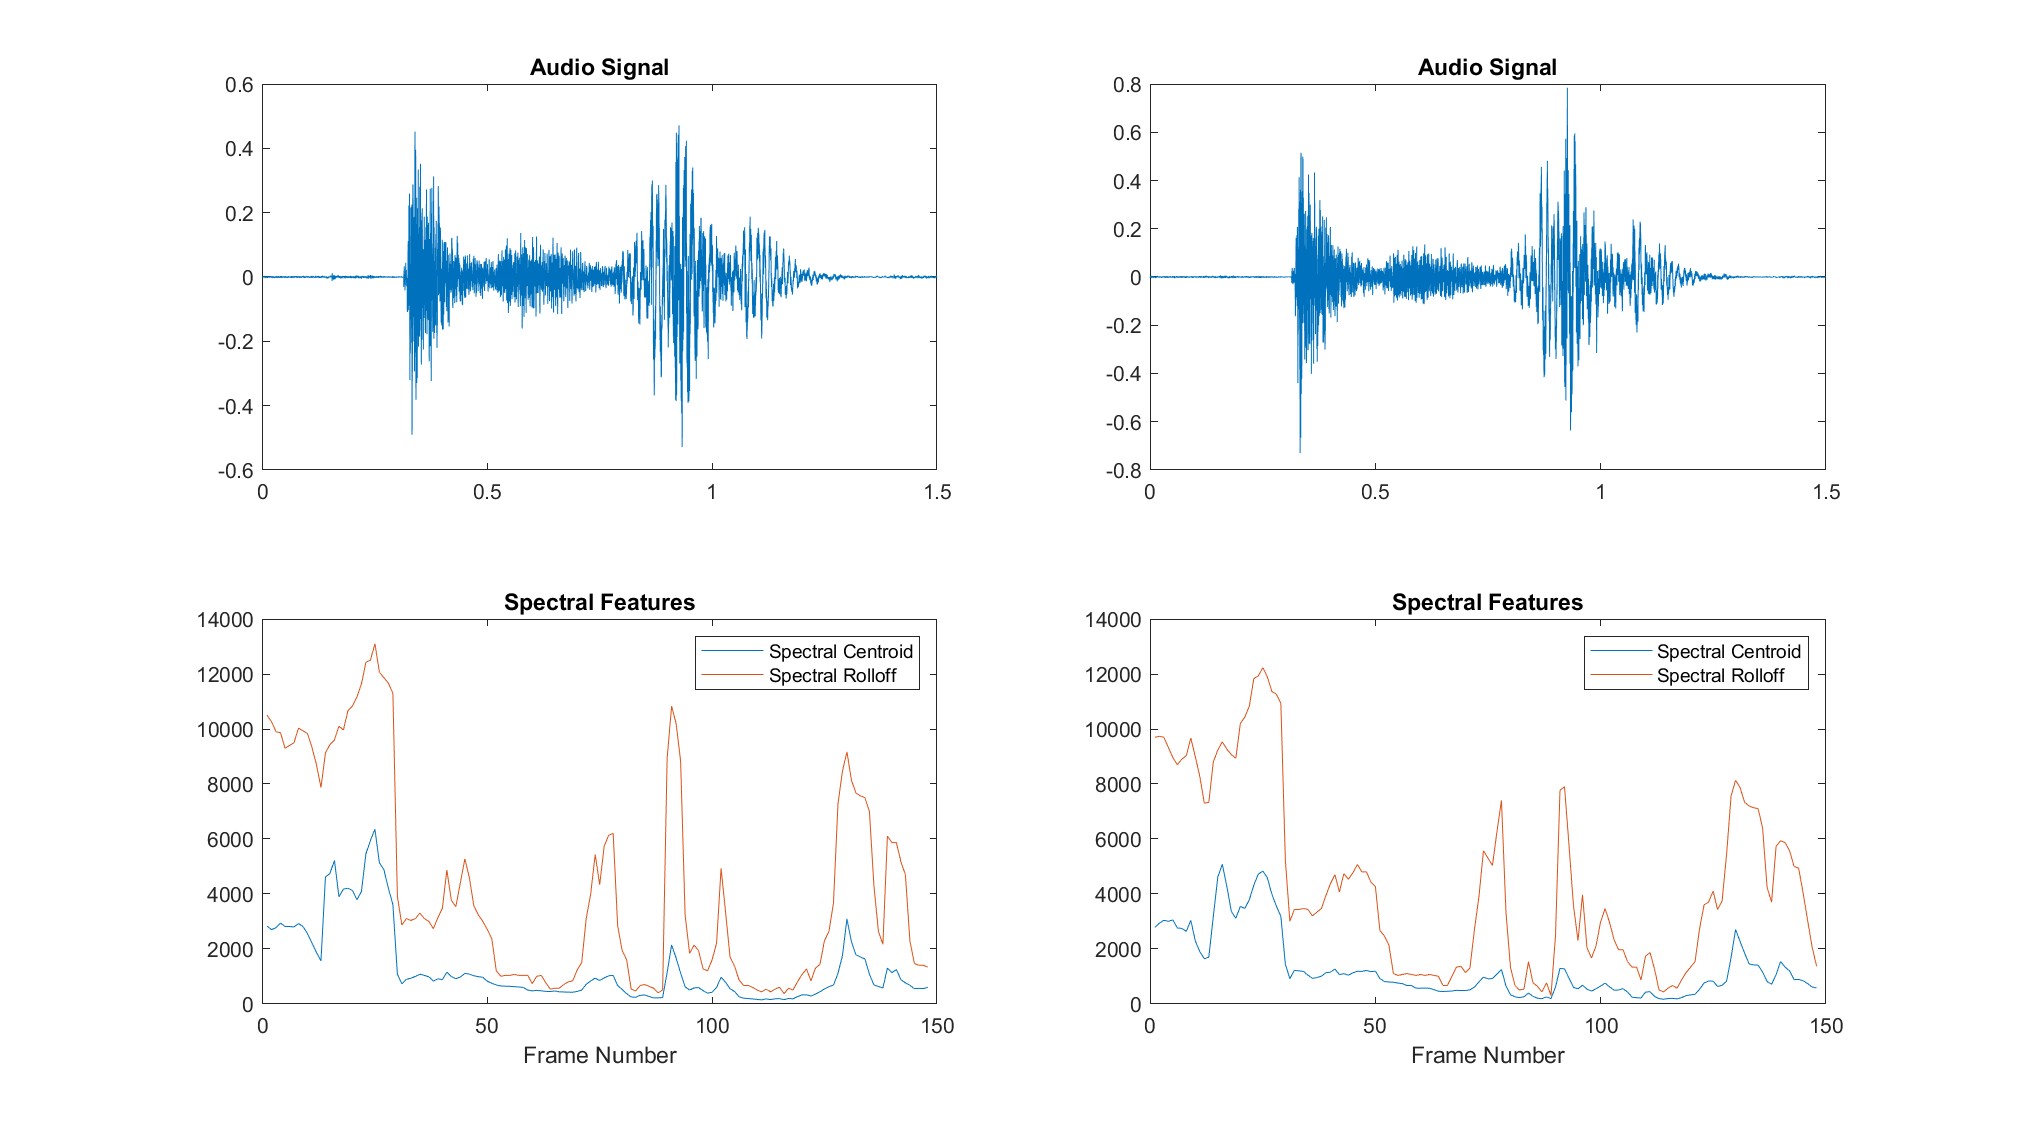 Audio Signal
0.6
0.4
0.2
0
-0.2
-0.4
-0.6
0 0.5 1 1.5
Audio Signal
0.8
0.6
0.4
0.2
0
-0.2
-0.4
-0.6
-0.8
0 0.5 1 1.5
Spectral Features
14000
12000
10000
8000
6000
4000
2000
0
Spectral Centroid
Spectral Rolloff
0 50 100 150
Frame Number
Spectral Features
14000
12000
10000
8000
6000
4000
2000
0
Spectral Centroid
Spectral Rolloff
0 50 100 150
Frame Number